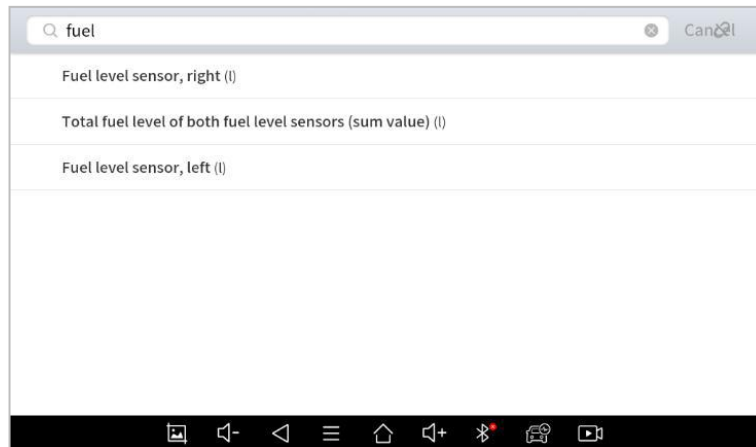 fuel
Cancel
Fuel level sensor, right (l)
Total fuel level of both fuel level sensors (sum value) (l)
Fuel level sensor, left (l)